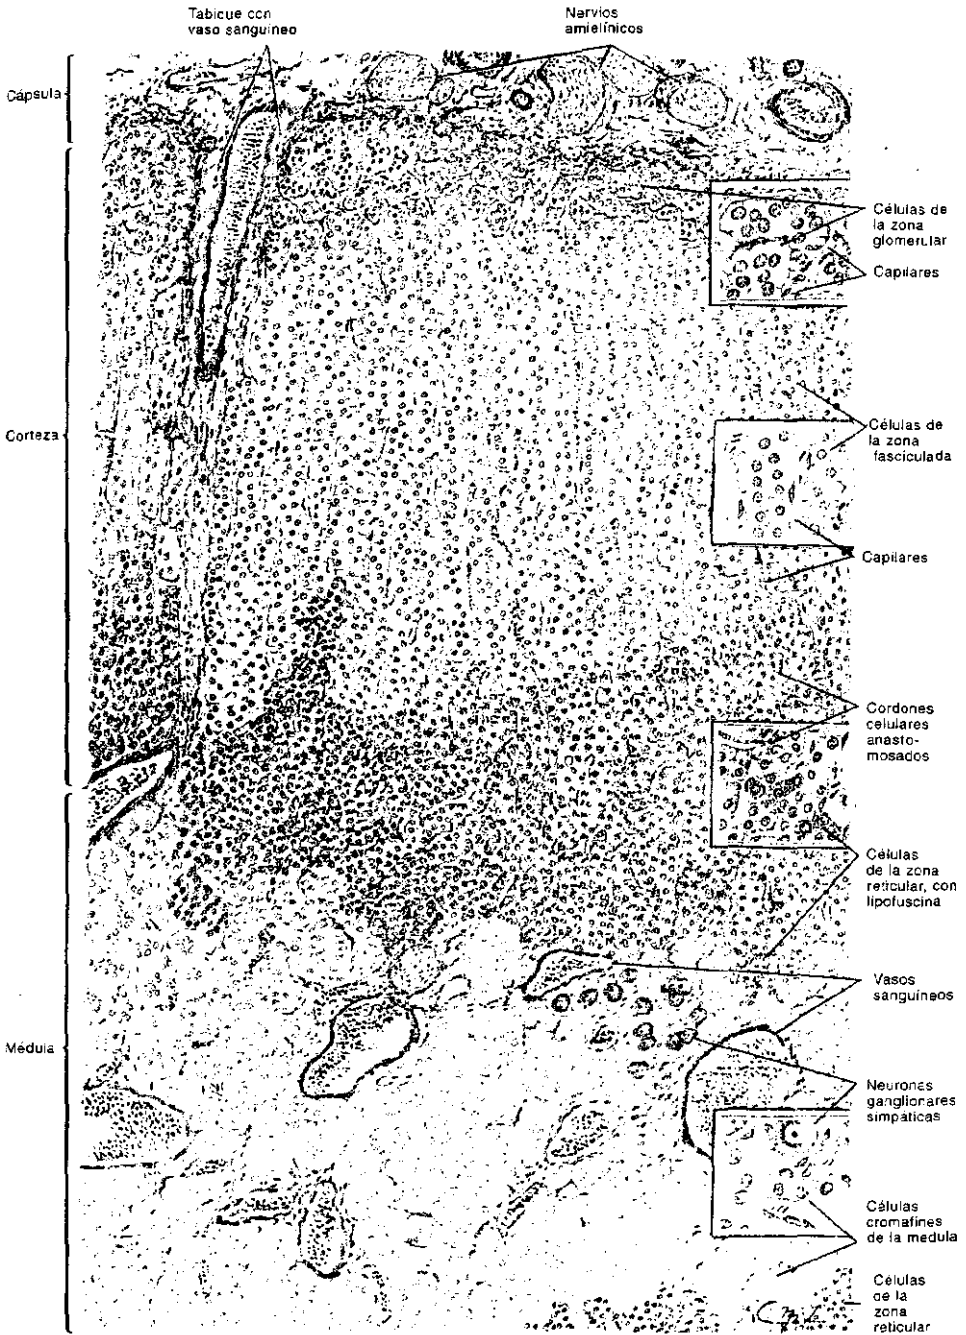 Tabique con
vaso sanguíneo
Nervios
amielínicos
Cápsula
Corteza
Médula
Células de
la zona
glomerular
Capilares
Células de
la zona
fasciculada
Capilares
Cordones
celulares
anasto-
mosados
Células
de la zona
reticular, con
lipofuscina
Vasos
sanguíneos
Neuronas
ganglionares
simpáticas
Células
cromafines
de la medula
Células
de la
zona
reticular